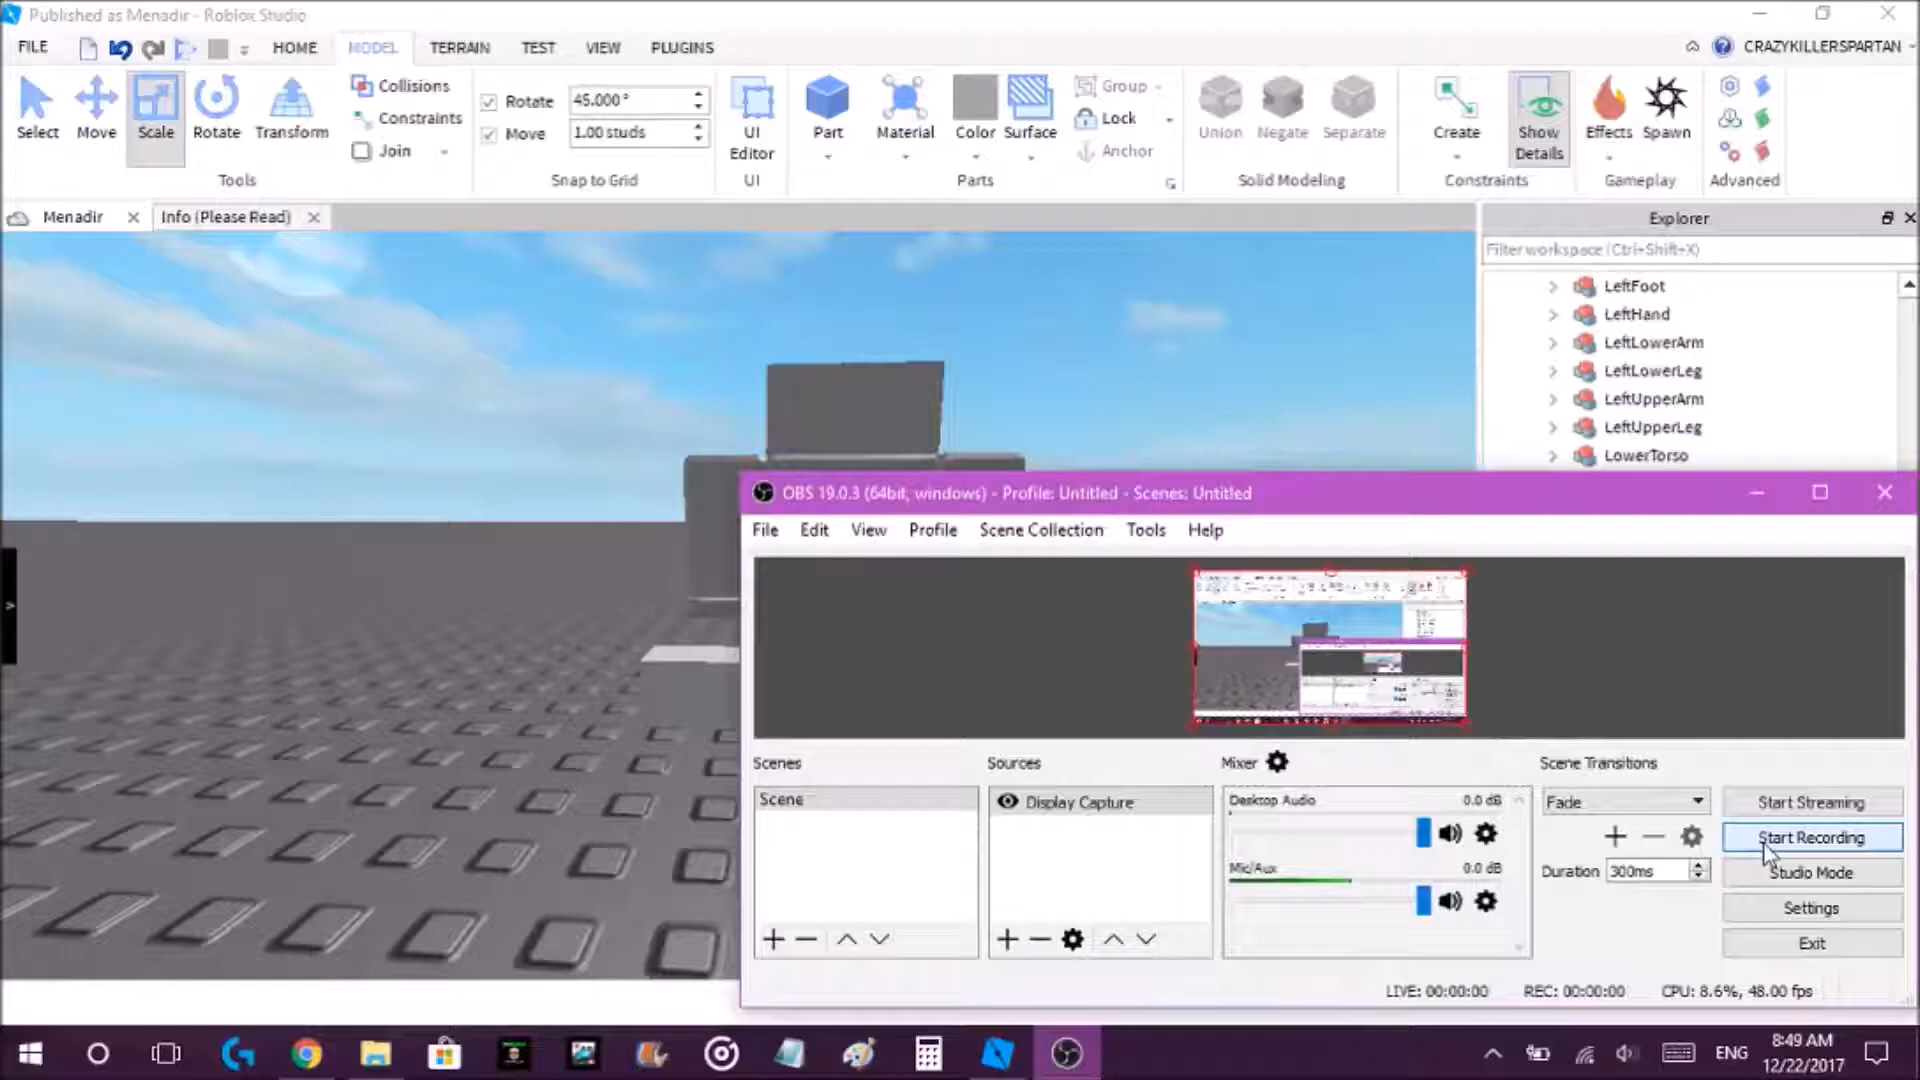 Published as Menadir - Roblox Studio
FILE HOME MODEL TERRAIN TEST VIEW PLUGINS CRAZYKILLERSPARTAN
Select Move Scale Rotate Transform
Collisions
Constraints
Join
Tools
Rotate 45.000 °
Move 1.00 studs
Snap to Grid
UI Editor
UI
Part Material Color Surface
Group
Lock
Anchor
Parts
Union Negate Separate
Solid Modeling
Create Show Details
Constraints
Effects Spawn
Gameplay
Advanced
Menadir Info (Please Read)
Explorer
Filter workspace (Ctrl+Shift+X)
LeftFoot
LeftHand
LeftLowerArm
LeftLowerLeg
LeftUpperArm
LeftUpperLeg
LowerTorso
OBS 19.0.3 (64bit, windows) - Profile: Untitled - Scenes: Untitled
File Edit View Profile Scene Collection Tools Help
Scenes
Scene
Sources
Display Capture
Mixer
Desktop Audio 0.0 dB
Mic/Aux 0.0 dB
Scene Transitions
Fade
Duration 300ms
Start Streaming
Start Recording
Studio Mode
Settings
Exit
LIVE: 00:00:00 REC: 00:00:00 CPU: 8.6%, 48.00 fps
ENG
8:49 AM
12/22/2017